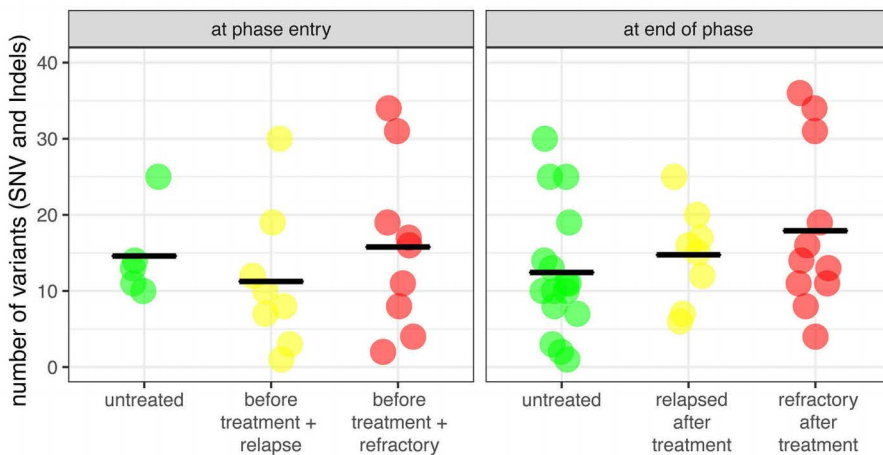 at phase entry
at end of phase
number of variants (SNV and Indels)
40
30
20
10
0
untreated
before
treatment +
relapse
before
treatment +
refractory
untreated
relapsed
after
treatment
refractory
after
treatment